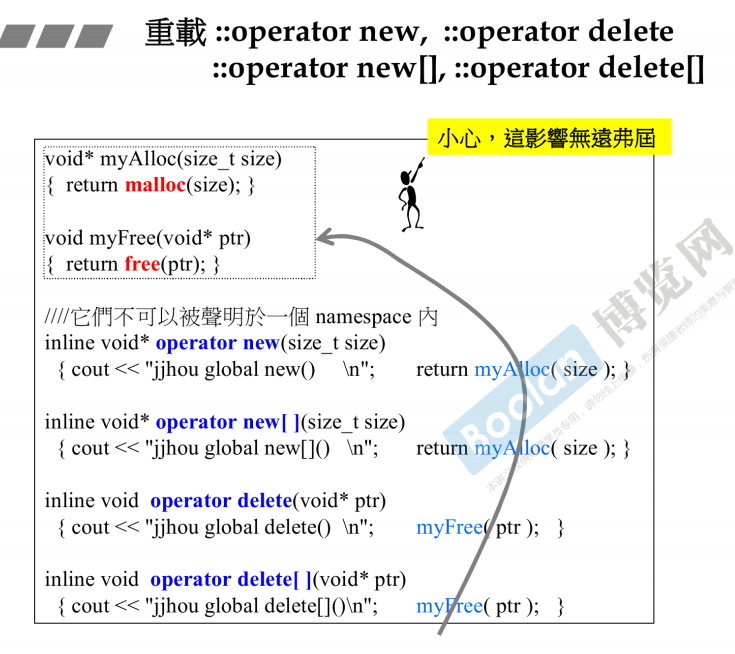 重載 ::operator new, ::operator delete
::operator new[], ::operator delete[]
小心，這影響無遠弗屆
void* myAlloc(size_t size)
{ return malloc(size); }
void myFree(void* ptr)
{ return free(ptr); }
////它們不可以被聲明於一個 namespace 內
inline void* operator new(size_t size)
{ cout << "jjhou global new() \n"; return myAlloc( size ); }
inline void* operator new[ ](size_t size)
{ cout << "jjhou global new[]() \n"; return myAlloc( size ); }
inline void operator delete(void* ptr)
{ cout << "jjhou global delete() \n"; myFree( ptr ); }
inline void operator delete[ ](void* ptr)
{ cout << "jjhou global delete[]()\n"; myFree( ptr ); }
Boolan 博览网